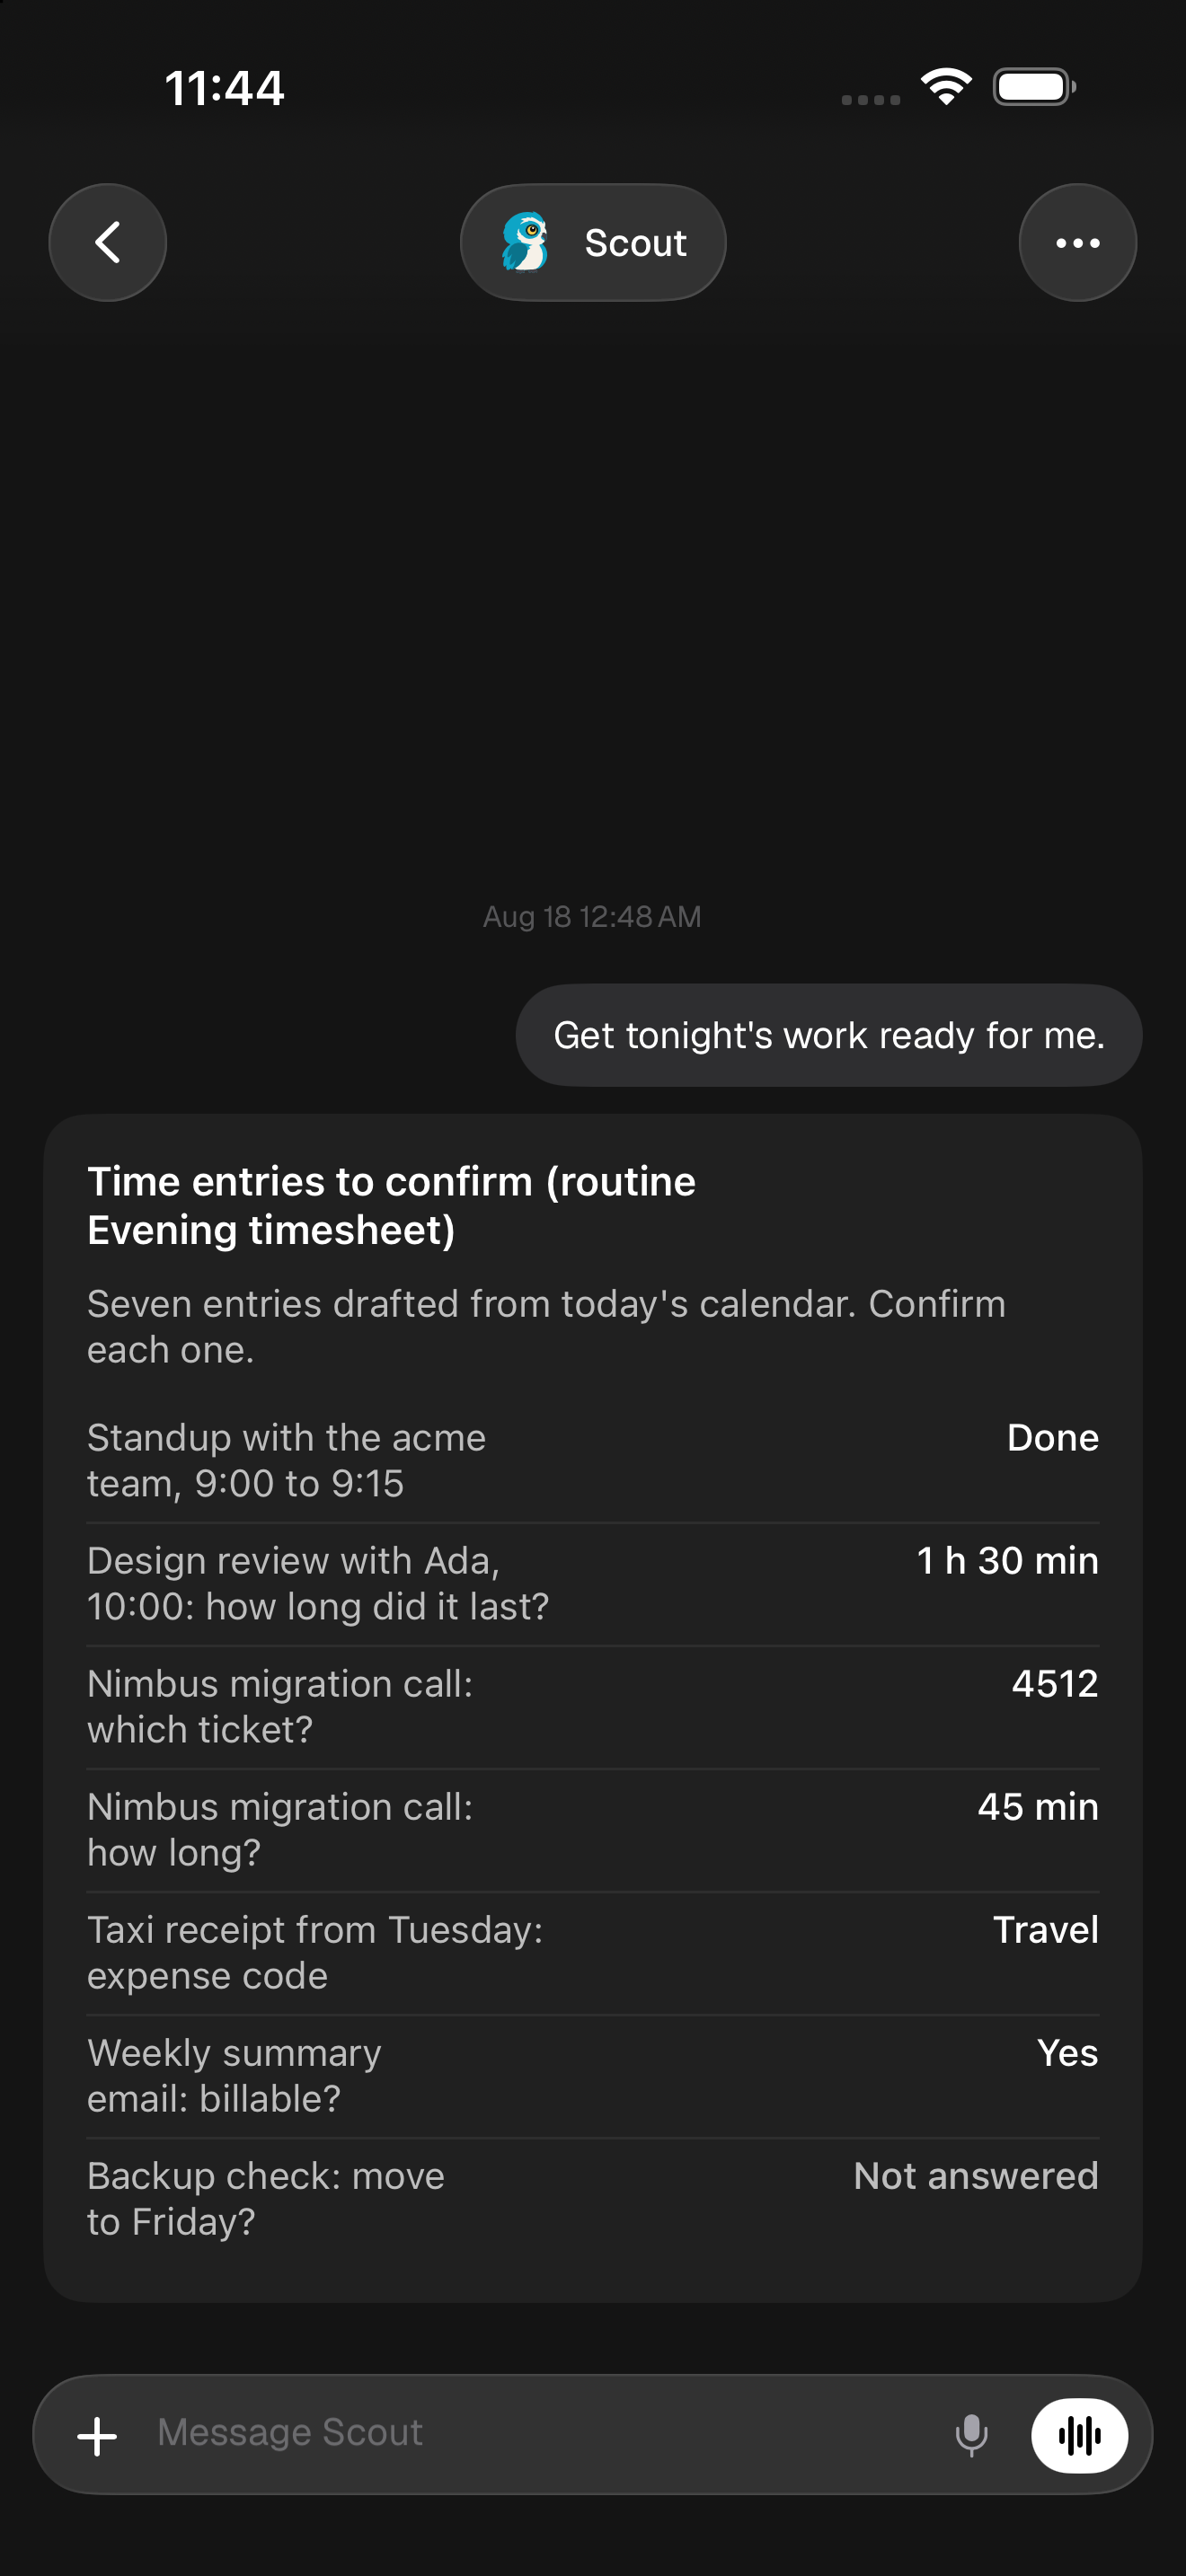 11:44
Scout
Aug 18 12:48 AM
Get tonight's work ready for me.
Time entries to confirm (routine
Evening timesheet)
Seven entries drafted from today's calendar. Confirm
each one.
Standup with the acme
team, 9:00 to 9:15
Done
Design review with Ada,
10:00: how long did it last?
1 h 30 min
Nimbus migration call:
which ticket?
4512
Nimbus migration call:
how long?
45 min
Taxi receipt from Tuesday:
expense code
Travel
Weekly summary
email: billable?
Yes
Backup check: move
to Friday?
Not answered
Message Scout